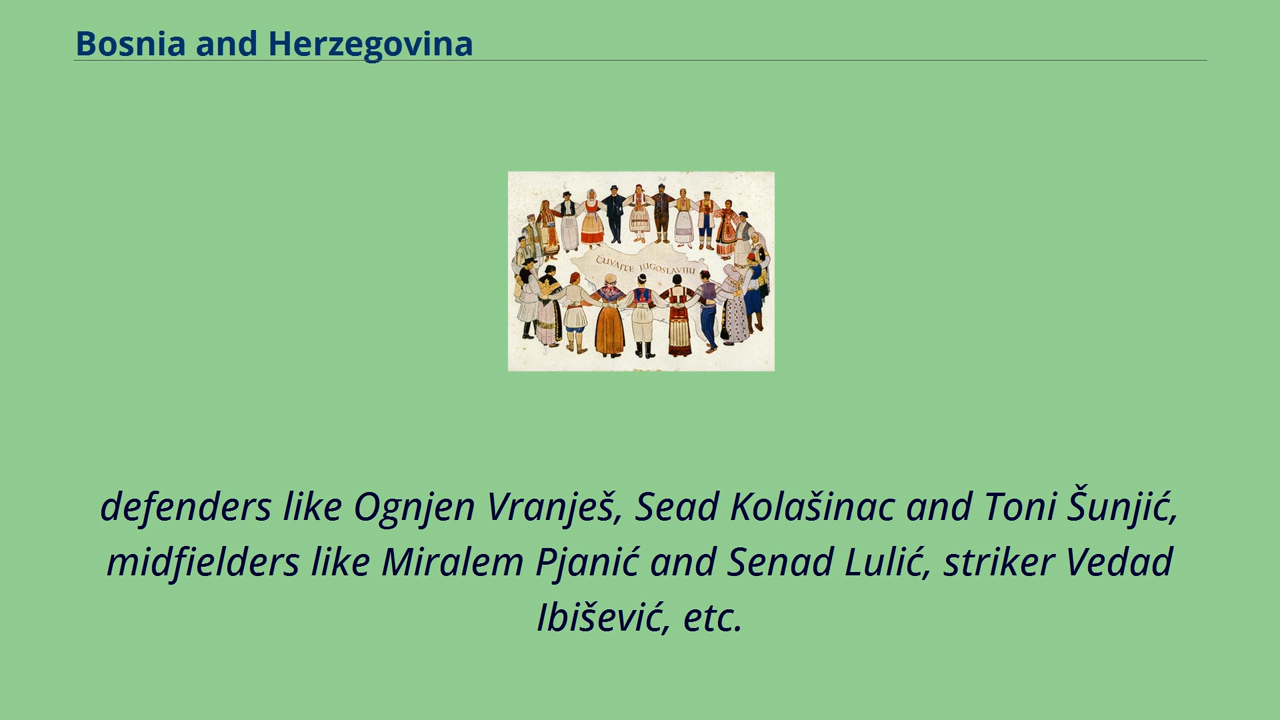 Bosnia and Herzegovina
ČUVAJTE JUGOSLAVIJU
defenders like Ognjen Vranješ, Sead Kolašinac and Toni Šunjić,
midfielders like Miralem Pjanić and Senad Lulić, striker Vedad
Ibišević, etc.